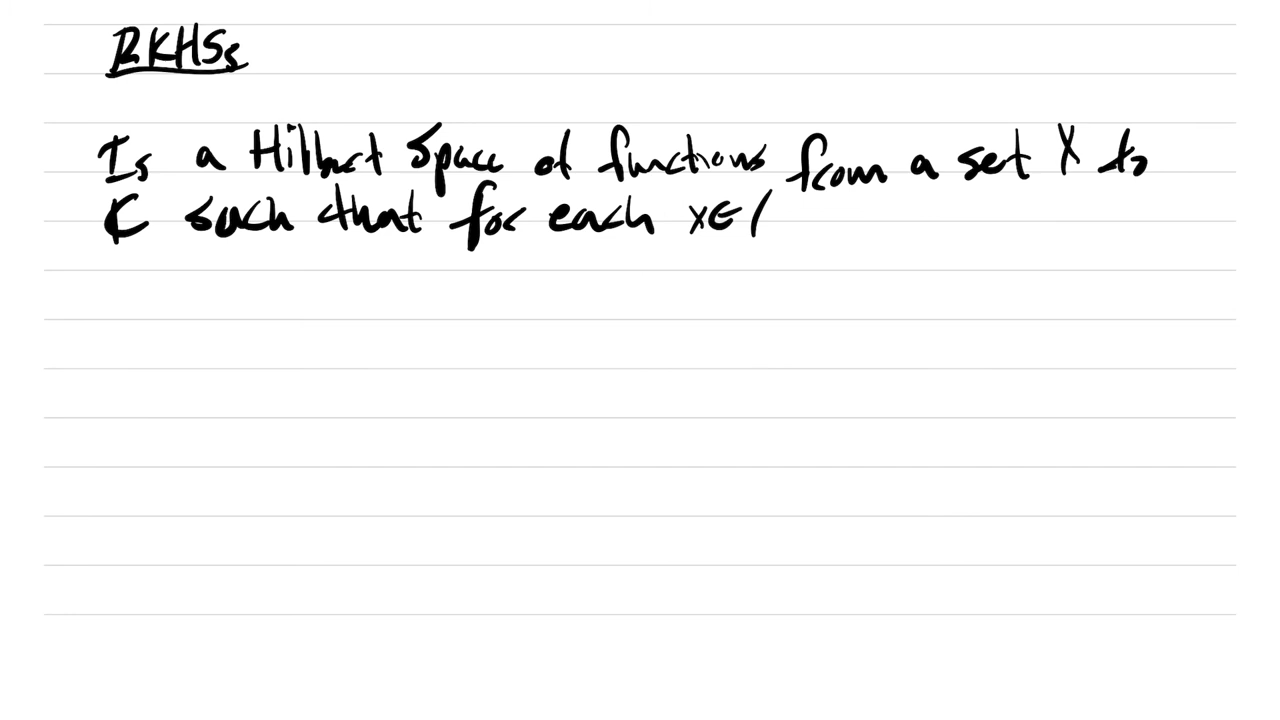 RKHSs
Is a Hilbert Space of functions from a set X to
ℂ such that for each x∈